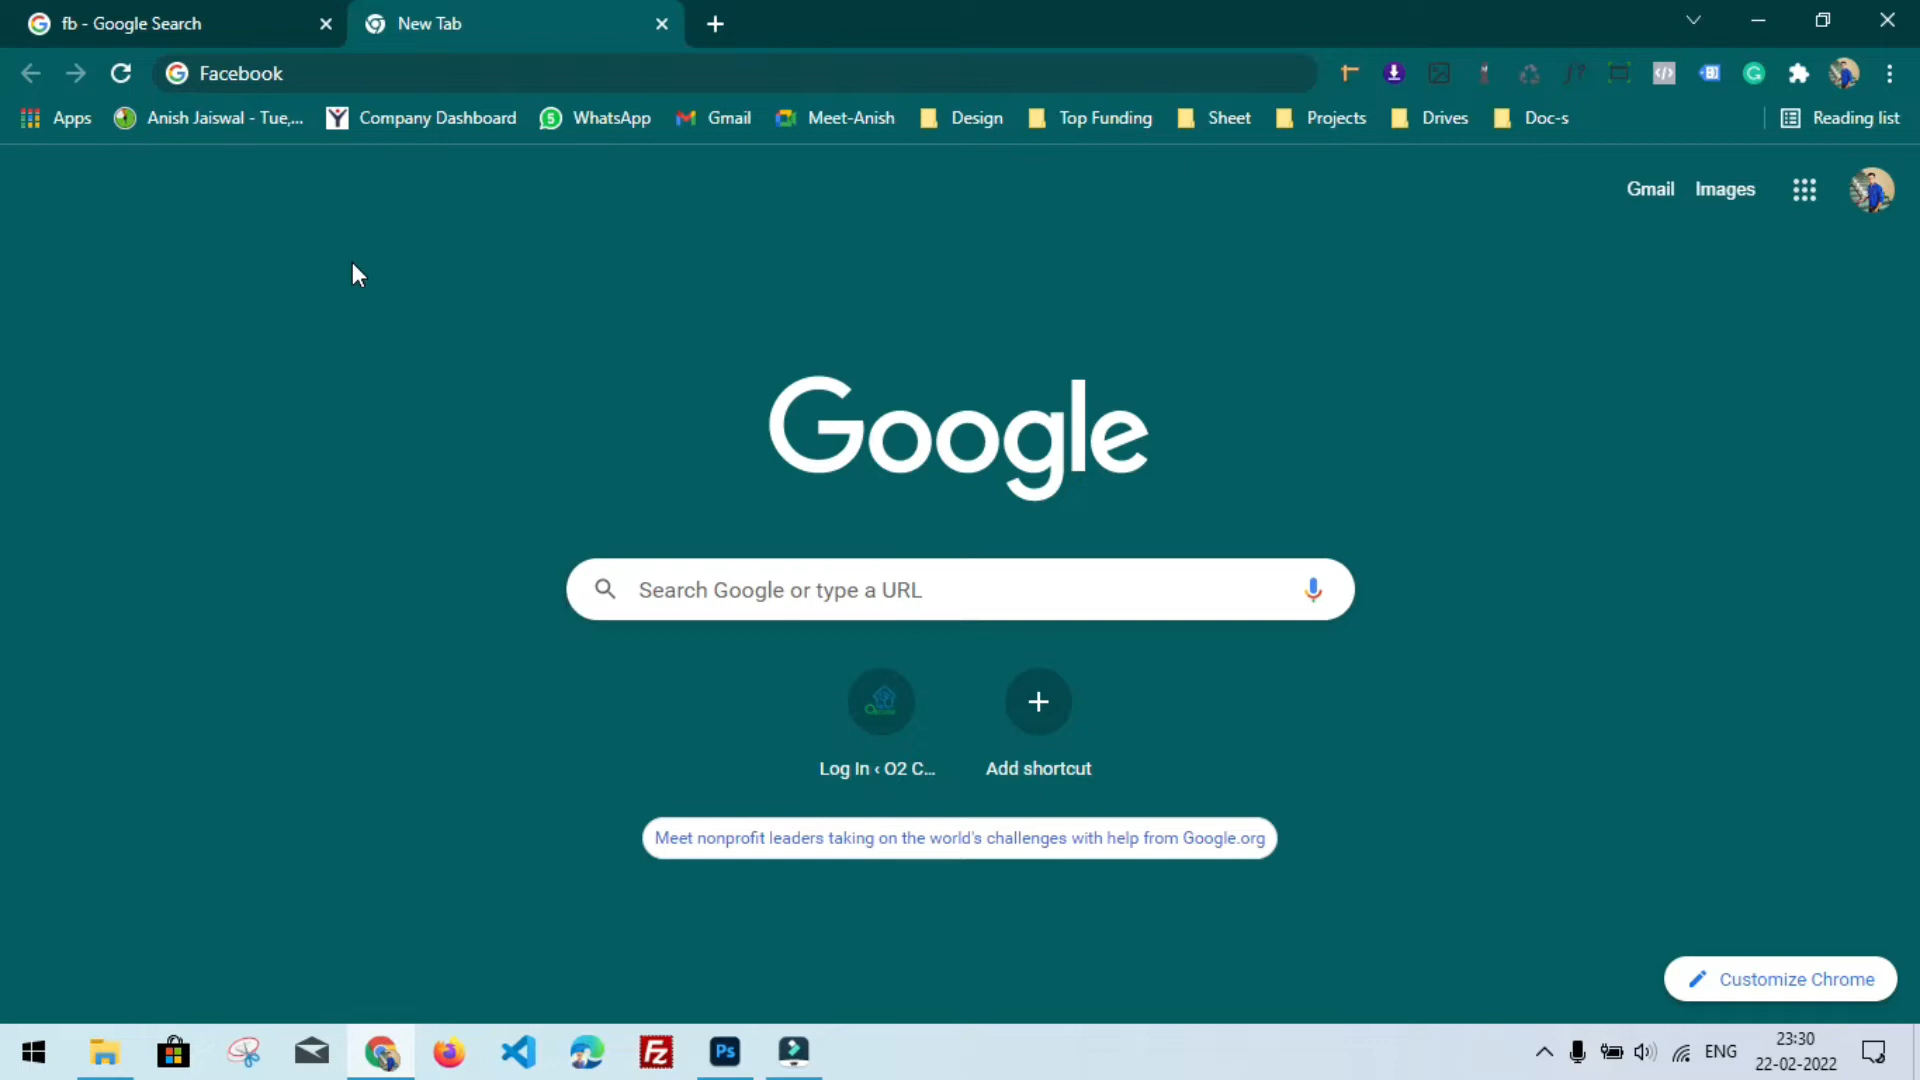 fb - Google Search
New Tab
Facebook
Apps
Anish Jaiswal - Tue,...
Company Dashboard
WhatsApp
Gmail
Meet-Anish
Design
Top Funding
Sheet
Projects
Drives
Doc-s
Reading list
Gmail
Images
Google
Search Google or type a URL
Log In ‹ O2 C...
Add shortcut
Meet nonprofit leaders taking on the world's challenges with help from Google.org
Customize Chrome
Fz
Ps
ENG
23:30
22-02-2022